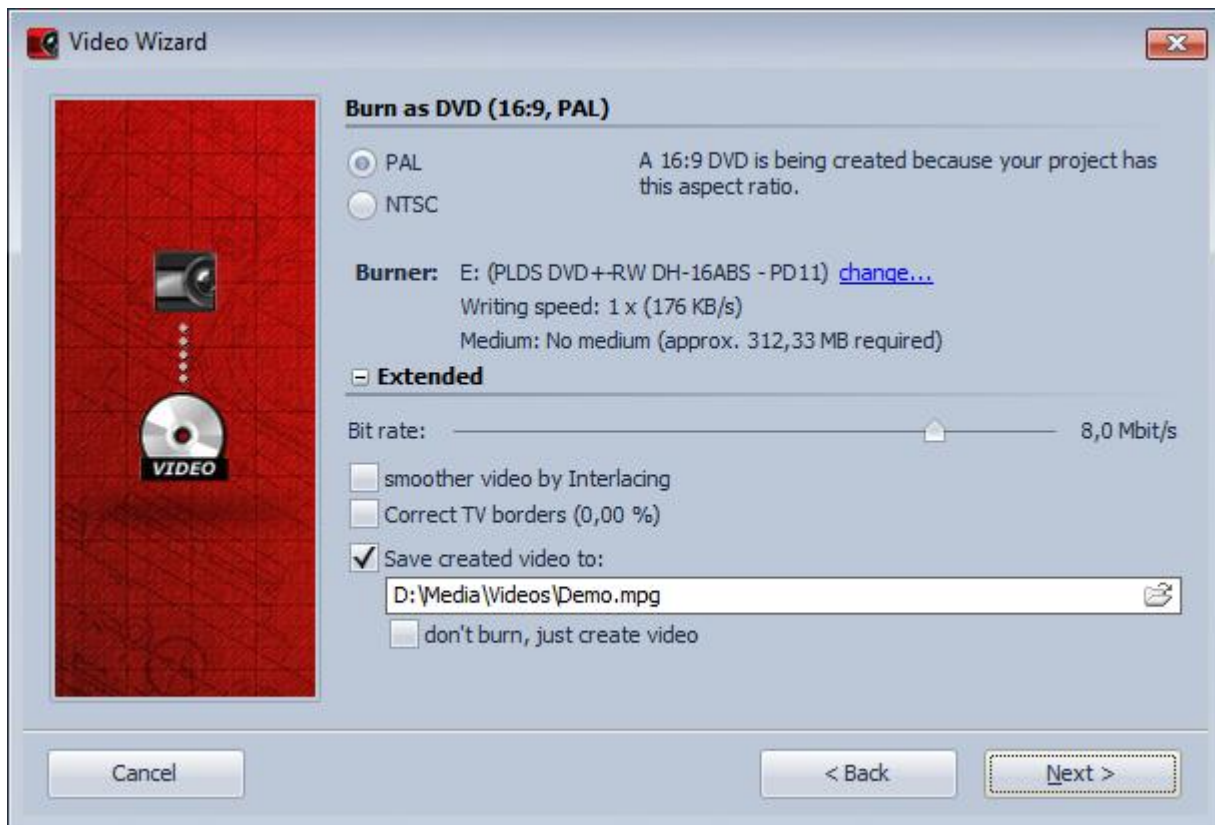 Video Wizard
Burn as DVD (16:9, PAL)
PAL
A 16:9 DVD is being created because your project has
this aspect ratio.
NTSC
Burner: E: (PLDS DVD+-RW DH-16ABS - PD11) change...
Writing speed: 1 x (176 KB/s)
Medium: No medium (approx. 312,33 MB required)
Extended
Bit rate: 8,0 Mbit/s
smoother video by Interlacing
Correct TV borders (0,00 %)
Save created video to:
D:\Media\Videos\Demo.mpg
don't burn, just create video
VIDEO
Cancel
< Back
Next >